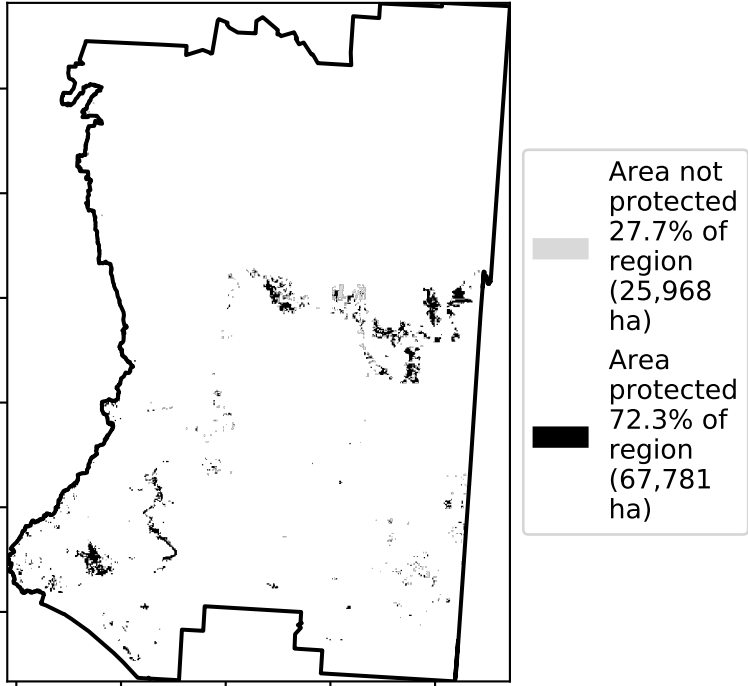 Area not
protected
27.7% of
region
(25,968
ha)
Area
protected
72.3% of
region
(67,781
ha)